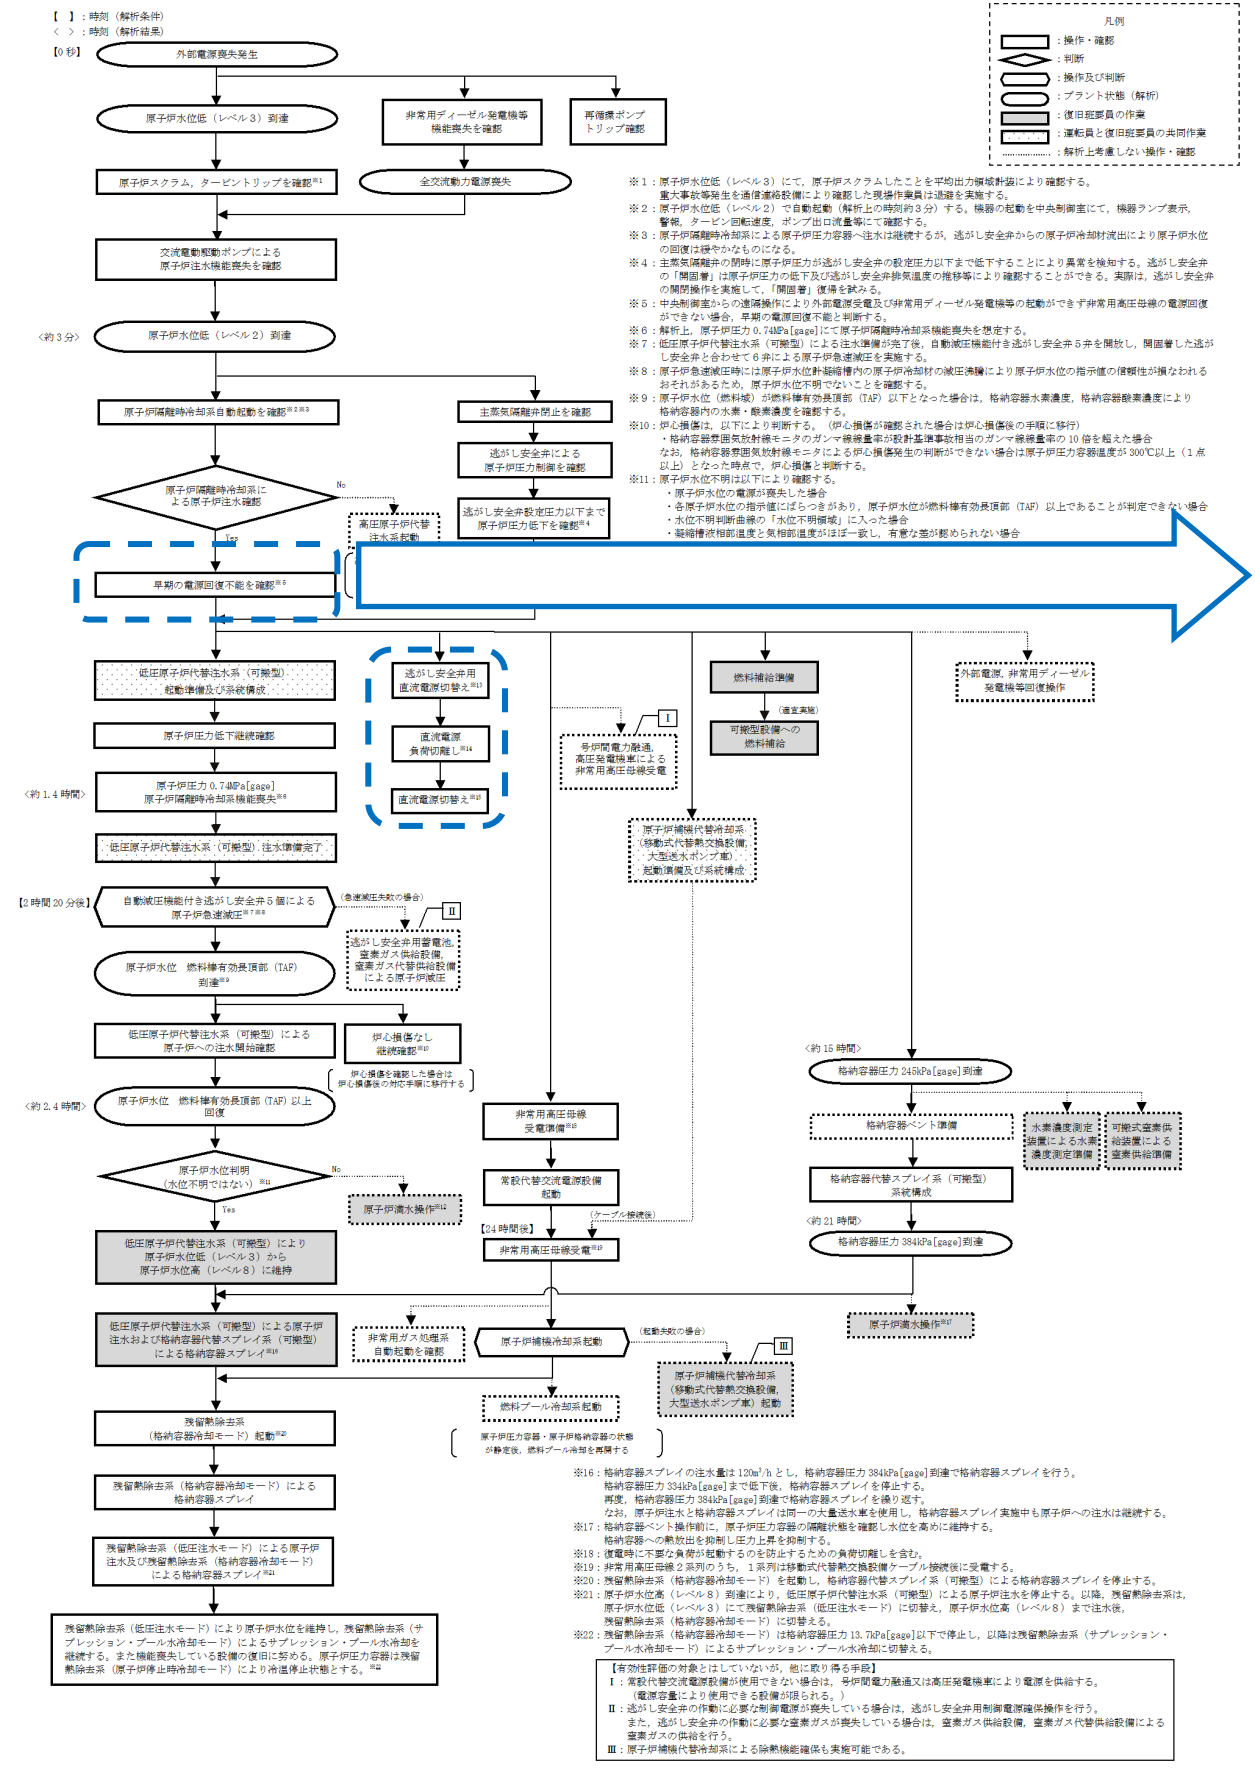 【　】：時刻（解析条件）
＜　＞：時刻（解析結果）
【0秒】
外部電源喪失発生
原子炉水位低（レベル３）到達
非常用ディーゼル発電機等
機能喪失を確認
再循環ポンプ
トリップ確認
原子炉スクラム，タービントリップを確認※1
全交流動力電源喪失
交流電動駆動ポンプによる
原子炉注水機能喪失を確認
＜約３分＞
原子炉水位低（レベル２）到達
原子炉隔離時冷却系自動起動を確認※2※3
主蒸気隔離弁閉止を確認
逃がし安全弁による
原子炉圧力制御を確認
逃がし安全弁設定圧力以下まで
原子炉圧力低下を確認※4
原子炉隔離時冷却系に
よる原子炉注水確認
No
Yes
高圧原子炉代替
注水系起動
早期の電源回復不能を確認※5
凡例
：操作・確認
：判断
：操作及び判断
：プラント状態（解析）
：復旧班要員の作業
：運転員と復旧班要員の共同作業
：解析上考慮しない操作・確認
※１：原子炉水位低（レベル３）にて，原子炉スクラムしたことを平均出力領域計装により確認する。
重大事故等発生を通信連絡設備により確認した現場作業員は退避を実施する。
※２：原子炉水位低（レベル２）で自動起動（解析上の時刻約３分）する。機器の起動を中央制御室にて，機器ランプ表示，
警報，タービン回転速度，ポンプ出口流量等にて確認する。
※３：原子炉隔離時冷却系による原子炉圧力容器へ注水は継続するが，逃がし安全弁からの原子炉冷却材流出により原子炉水位
の回復は緩やかなものになる。
※４：主蒸気隔離弁の閉時に原子炉圧力が逃がし安全弁の設定圧力以下まで低下することにより異常を検知する。逃がし安全弁
の「開固着」は原子炉圧力の低下及び逃がし安全弁排気温度の推移等により確認することができる。実際は，逃がし安全弁
の開閉操作を実施して，「開固着」復帰を試みる。
※５：中央制御室からの遠隔操作により外部電源受電及び非常用ディーゼル発電機等の起動ができず非常用高圧母線の電源回復
ができない場合，早期の電源回復不能と判断する。
※６：解析上，原子炉圧力0.74MPa[gage]にて原子炉隔離時冷却系機能喪失を想定する。
※７：低圧原子炉代替注水系（可搬型）による注水準備が完了後，自動減圧機能付き逃がし安全弁５弁を開放し，開固着した逃が
し安全弁と合わせて６弁による原子炉急速減圧を実施する。
※８：原子炉急速減圧時には原子炉水位計凝縮槽内の原子炉冷却材の減圧沸騰により原子炉水位の指示値の信頼性が損なわれる
おそれがあるため，原子炉水位不明でないことを確認する。
※９：原子炉水位（燃料域）が燃料棒有効長頂部（TAF）以下となった場合は，格納容器水素濃度，格納容器酸素濃度により
格納容器内の水素・酸素濃度を確認する。
※10：炉心損傷は，以下により判断する。（炉心損傷が確認された場合は炉心損傷後の手順に移行）
・格納容器雰囲気放射線モニタのガンマ線線量率が設計基準事故相当のガンマ線線量率の10倍を超えた場合
なお，格納容器雰囲気放射線モニタによる炉心損傷発生の判断ができない場合は原子炉圧力容器温度が300℃以上（１点
以上）となった時点で，炉心損傷と判断する。
※11：原子炉水位不明は以下により確認する。
・原子炉水位の電源が喪失した場合
・各原子炉水位の指示値にばらつきがあり，原子炉水位が燃料棒有効長頂部（TAF）以上であることが判定できない場合
・水位不明判断曲線の「水位不明領域」に入った場合
・凝縮槽液相部温度と気相部温度がほぼ一致し，有意な差が認められない場合
低圧原子炉代替注水系（可搬型）
起動準備及び系統構成
原子炉圧力低下継続確認
＜約1.4時間＞
原子炉圧力0.74MPa[gage]
原子炉隔離時冷却系機能喪失※6
低圧原子炉代替注水系（可搬型）注水準備完了
逃がし安全弁用
直流電源切替え※13
直流電源
負荷切離し※14
直流電源切替え※15
Ⅰ
号炉間電力融通，
高圧発電機車による
非常用高圧母線受電
原子炉補機代替冷却系
（移動式代替熱交換設備，
大型送水ポンプ車）
起動準備及び系統構成
燃料補給準備
（適宜実施）
可搬型設備への
燃料補給
外部電源，非常用ディーゼル
発電機等回復操作
【2時間20分後】
自動減圧機能付き逃がし安全弁５個による
原子炉急速減圧※7※8
（急速減圧失敗の場合）
Ⅱ
逃がし安全弁用蓄電池，
窒素ガス供給設備，
窒素ガス代替供給設備
による原子炉減圧
原子炉水位　燃料棒有効長頂部（TAF）
到達※9
低圧原子炉代替注水系（可搬型）による
原子炉への注水開始確認
炉心損傷なし
継続確認※10
炉心損傷を確認した場合は
炉心損傷後の対応手順に移行する
＜約2.4時間＞
原子炉水位　燃料棒有効長頂部（TAF）以上
回復
原子炉水位判明
（水位不明ではない）※11
No
Yes
原子炉満水操作※12
低圧原子炉代替注水系（可搬型）により
原子炉水位低（レベル３）から
原子炉水位高（レベル８）に維持
非常用高圧母線
受電準備※18
常設代替交流電源設備
起動
（ケーブル接続後）
【24時間後】
非常用高圧母線受電※19
＜約15時間＞
格納容器圧力245kPa[gage]到達
格納容器ベント準備
水素濃度測定
装置による水素
濃度測定準備
可搬式窒素供
給装置による
窒素供給準備
格納容器代替スプレイ系（可搬型）
系統構成
＜約21時間＞
格納容器圧力384kPa[gage]到達
原子炉満水操作※17
低圧原子炉代替注水系（可搬型）による原子炉
注水および格納容器代替スプレイ系（可搬型）
による格納容器スプレイ※16
非常用ガス処理系
自動起動を確認
原子炉補機冷却系起動
（起動失敗の場合）
Ⅲ
原子炉補機代替冷却系
（移動式代替熱交換設備，
大型送水ポンプ車）起動
燃料プール冷却系起動
原子炉圧力容器・原子炉格納容器の状態
が静定後，燃料プール冷却を再開する
残留熱除去系
（格納容器冷却モード）起動※20
残留熱除去系（格納容器冷却モード）による
格納容器スプレイ
残留熱除去系（低圧注水モード）による原子炉
注水及び残留熱除去系（格納容器冷却モード）
による格納容器スプレイ※21
残留熱除去系（低圧注水モード）により原子炉水位を維持し，残留熱除去系（サ
プレッション・プール水冷却モード）によるサプレッション・プール水冷却を
継続する。また機能喪失している設備の復旧に努める。原子炉圧力容器は残留
熱除去系（原子炉停止時冷却モード）により冷温停止状態とする。※22
※16：格納容器スプレイの注水量は120m³/hとし，格納容器圧力384kPa[gage]到達で格納容器スプレイを行う。
格納容器圧力334kPa[gage]まで低下後，格納容器スプレイを停止する。
再度，格納容器圧力384kPa[gage]到達で格納容器スプレイを繰り返す。
なお，原子炉注水と格納容器スプレイは同一の大量送水車を使用し，格納容器スプレイ実施中も原子炉への注水は継続する。
※17：格納容器ベント操作前に，原子炉圧力容器の隔離状態を確認し水位を高めに維持する。
格納容器への熱放出を抑制し圧力上昇を抑制する。
※18：復電時に不要な負荷が起動するのを防止するための負荷切離しを含む。
※19：非常用高圧母線２系列のうち，１系列は移動式代替熱交換設備ケーブル接続後に受電する。
※20：残留熱除去系（格納容器冷却モード）を起動し，格納容器代替スプレイ系（可搬型）による格納容器スプレイを停止する。
※21：原子炉水位高（レベル８）到達により，低圧原子炉代替注水系（可搬型）による原子炉注水を停止する。以降，残留熱除去系は，
原子炉水位低（レベル３）にて残留熱除去系（低圧注水モード）に切替え，原子炉水位高（レベル８）まで注水後，
残留熱除去系（格納容器冷却モード）に切替える。
※22：残留熱除去系（格納容器冷却モード）は格納容器圧力13.7kPa[gage]以下で停止し，以降は残留熱除去系（サプレッション・
プール水冷却モード）によるサプレッション・プール水冷却に切替える。
【有効性評価の対象とはしていないが，他に取り得る手段】
Ⅰ：常設代替交流電源設備が使用できない場合は，号炉間電力融通又は高圧発電機車により電源を供給する。
（電源容量により使用できる設備が限られる。）
Ⅱ：逃がし安全弁の作動に必要な制御電源が喪失している場合は，逃がし安全弁用制御電源確保操作を行う。
また，逃がし安全弁の作動に必要な窒素ガスが喪失している場合は，窒素ガス供給設備，窒素ガス代替供給設備による
窒素ガスの供給を行う。
Ⅲ：原子炉補機代替冷却系による除熱機能確保も実施可能である。